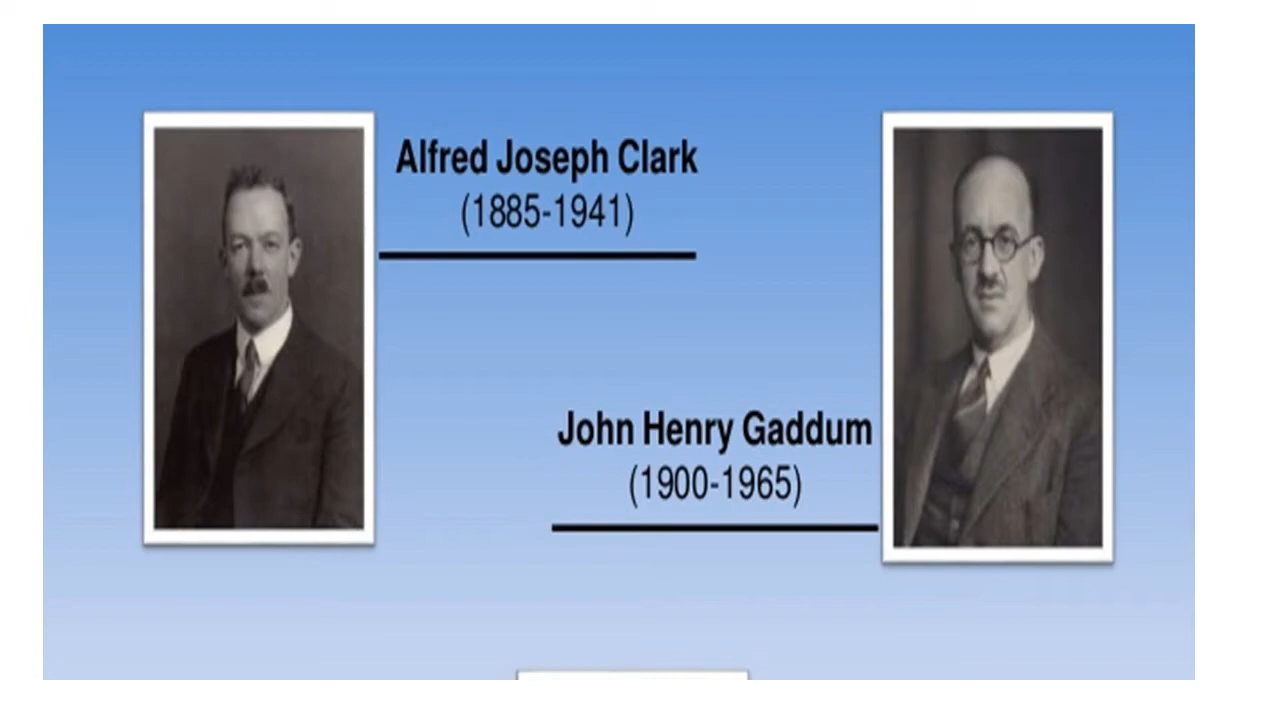 Alfred Joseph Clark
(1885-1941)
John Henry Gaddum
(1900-1965)